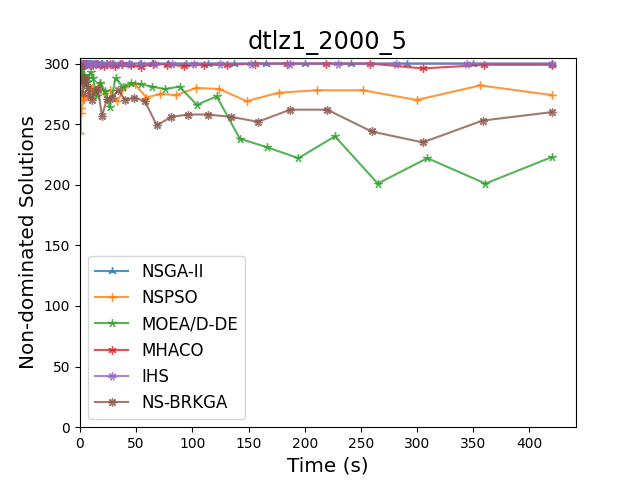 dtlz1_2000_5
Non-dominated Solutions
300
250
200
150
100
50
0
NSGA-II
NSPSO
MOEA/D-DE
MHACO
IHS
NS-BRKGA
0 50 100 150 200 250 300 350 400
Time (s)